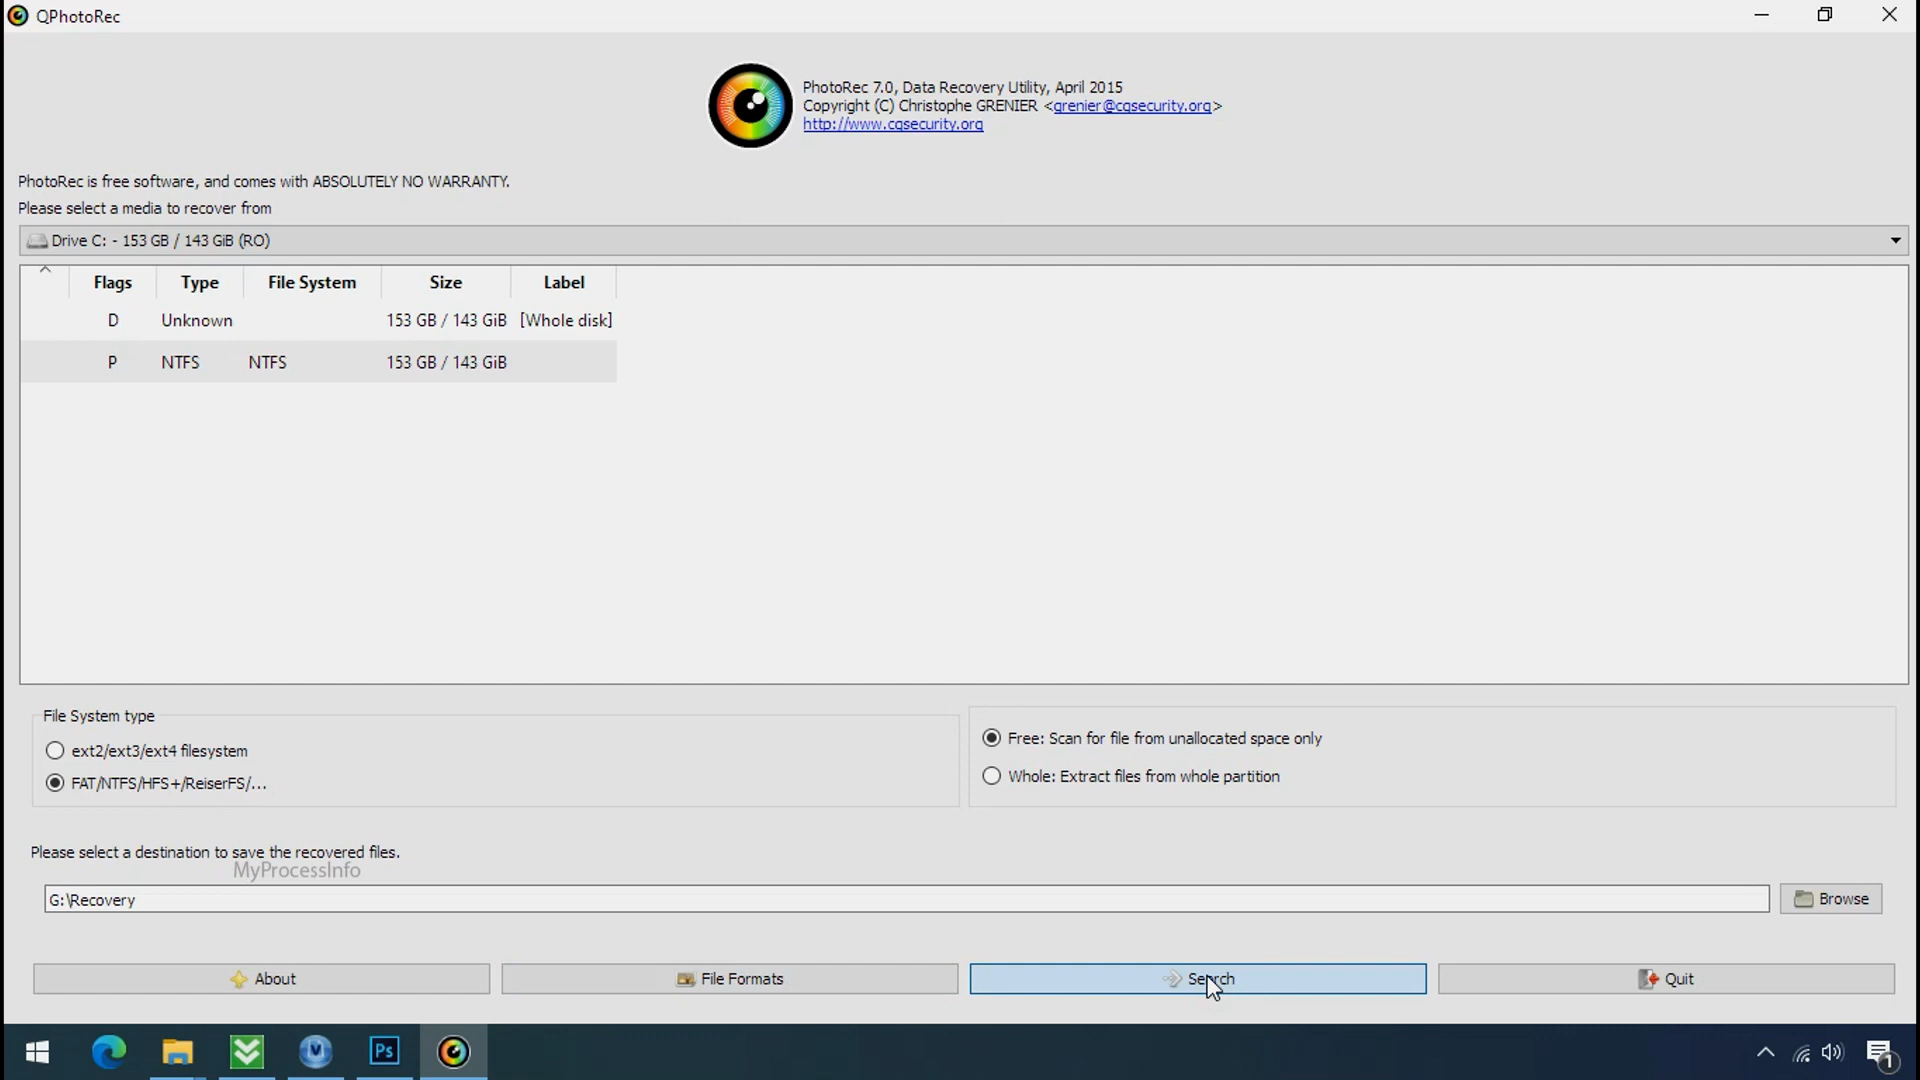 QPhotoRec
PhotoRec 7.0, Data Recovery Utility, April 2015
Copyright (C) Christophe GRENIER <grenier@cgsecurity.org>
http://www.cgsecurity.org
PhotoRec is free software, and comes with ABSOLUTELY NO WARRANTY.
Please select a media to recover from
Drive C: - 153 GB / 143 GiB (RO)
Flags Type File System Size Label
D Unknown 153 GB / 143 GiB [Whole disk]
P NTFS NTFS 153 GB / 143 GiB
File System type
ext2/ext3/ext4 filesystem
FAT/NTFS/HFS+/ReiserFS/...
Free: Scan for file from unallocated space only
Whole: Extract files from whole partition
Please select a destination to save the recovered files.
MyProcessInfo
G:\Recovery
Browse
About File Formats Search Quit
Ps
1